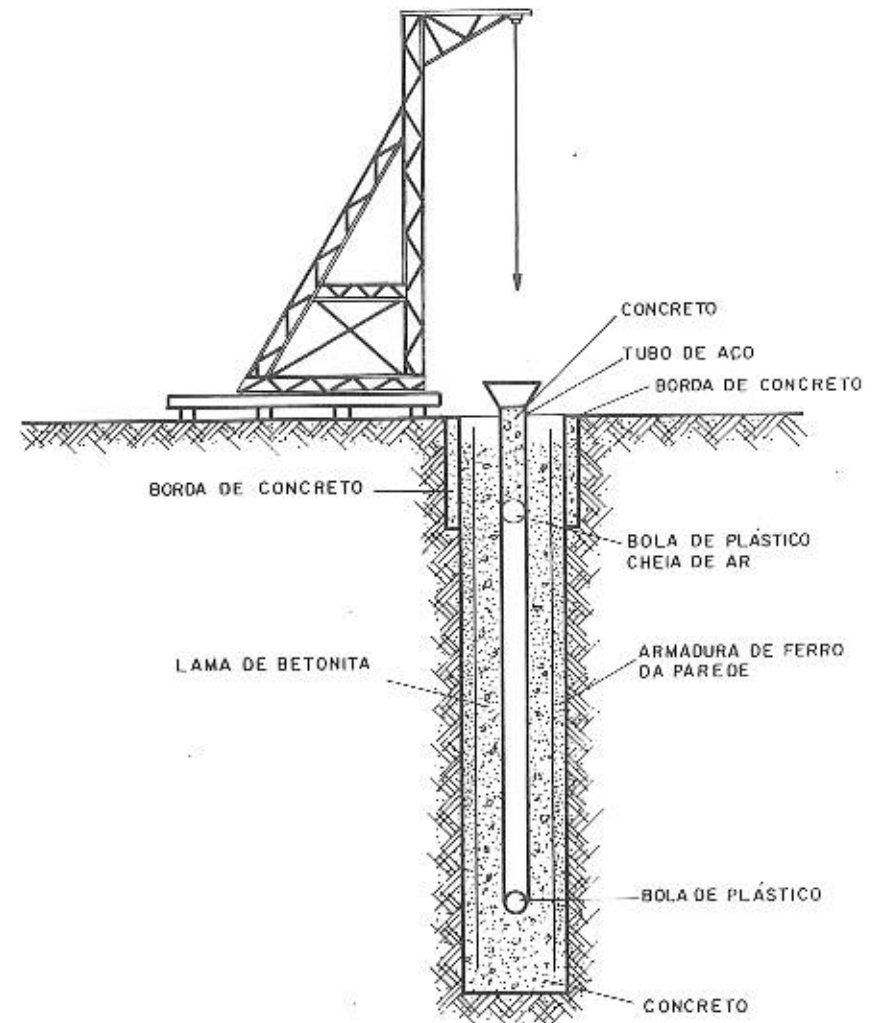 CONCRETO
TUBO DE AÇO
BORDA DE CONCRETO
BORDA DE CONCRETO
BOLA DE PLÁSTICO
CHEIA DE AR
LAMA DE BETONITA
ARMADURA DE FERRO
DA PAREDE
BOLA DE PLÁSTICO
CONCRETO